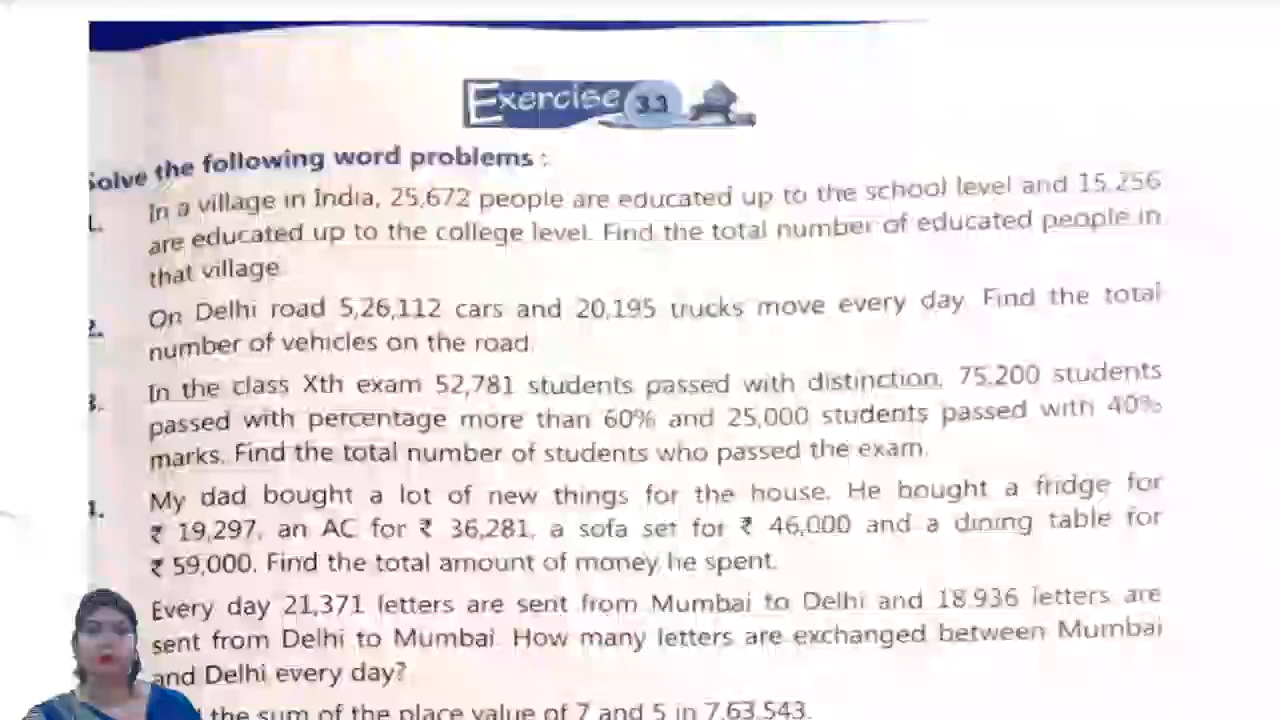 Exercise 3.3
Solve the following word problems :
1. In a village in India, 25,672 people are educated up to the school level and 15,256
are educated up to the college level. Find the total number of educated people in
that village.
2. On Delhi road 5,26,112 cars and 20,195 trucks move every day. Find the total
number of vehicles on the road.
3. In the class Xth exam 52,781 students passed with distinction, 75,200 students
passed with percentage more than 60% and 25,000 students passed with 40%
marks. Find the total number of students who passed the exam.
4. My dad bought a lot of new things for the house. He bought a fridge for
₹ 19,297, an AC for ₹ 36,281, a sofa set for ₹ 46,000 and a dining table for
₹ 59,000. Find the total amount of money he spent.
Every day 21,371 letters are sent from Mumbai to Delhi and 18,936 letters are
sent from Delhi to Mumbai. How many letters are exchanged between Mumbai
and Delhi every day?
the sum of the place value of 7 and 5 in 7,63,543.